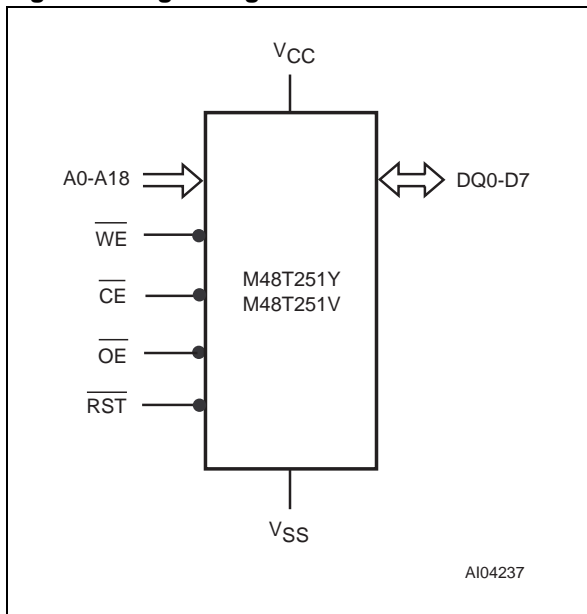 VCC
A0-A18
DQ0-D7
WE
CE
OE
RST
M48T251Y
M48T251V
VSS
AI04237